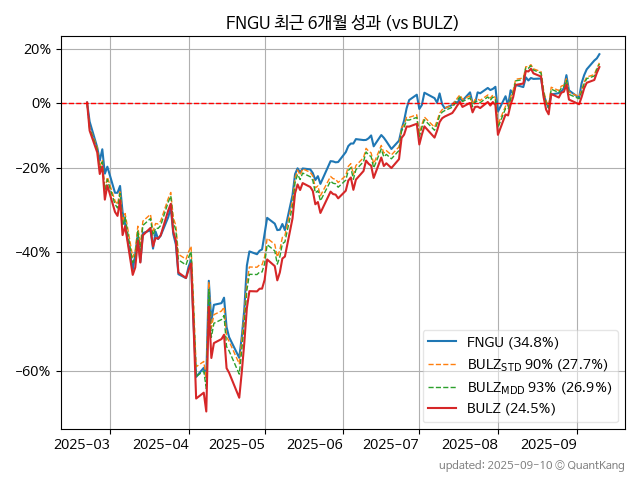 FNGU 최근 6개월 성과 (vs BULZ)
20%
0%
−20%
−40%
−60%
FNGU (34.8%)
BULZSTD 90% (27.7%)
BULZMDD 93% (26.9%)
BULZ (24.5%)
2025-03 2025-04 2025-05 2025-06 2025-07 2025-08 2025-09
updated: 2025-09-10 © QuantKang